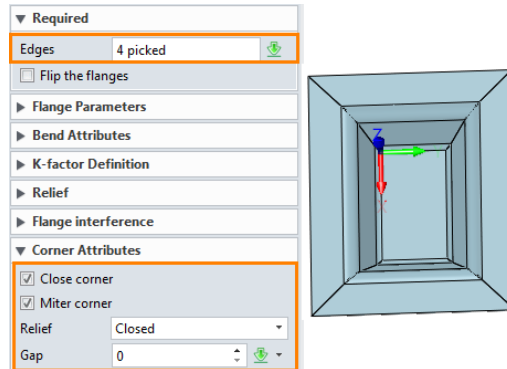 Required
Edges 4 picked
Flip the flanges
Flange Parameters
Bend Attributes
K-factor Definition
Relief
Flange interference
Corner Attributes
Close corner
Miter corner
Relief Closed
Gap 0
Z
X